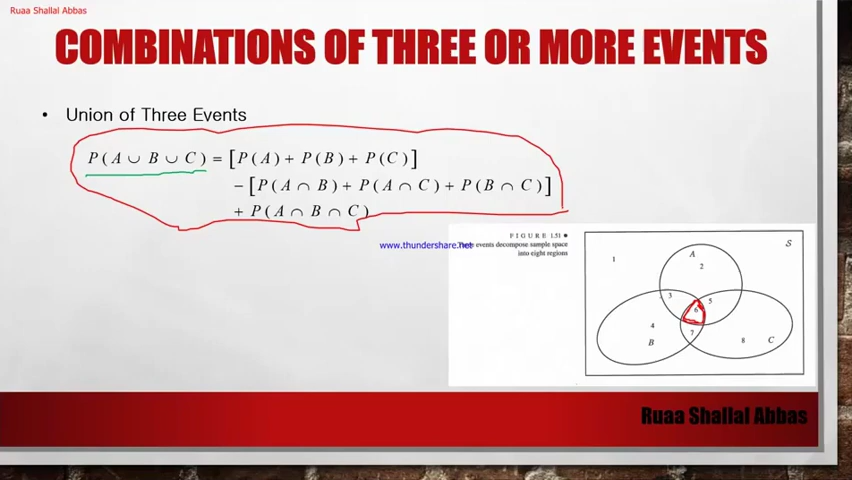 Ruaa Shallal Abbas
COMBINATIONS OF THREE OR MORE EVENTS
• Union of Three Events
P(A ∪ B ∪ C) = [P(A) + P(B) + P(C)]
− [P(A ∩ B) + P(A ∩ C) + P(B ∩ C)]
+ P(A ∩ B ∩ C)
FIGURE 1.51 ●
www.thundershare.net
events decompose sample space
into eight regions
S
A
1
2
3
5
6
4
7
B
8
C
Ruaa Shallal Abbas